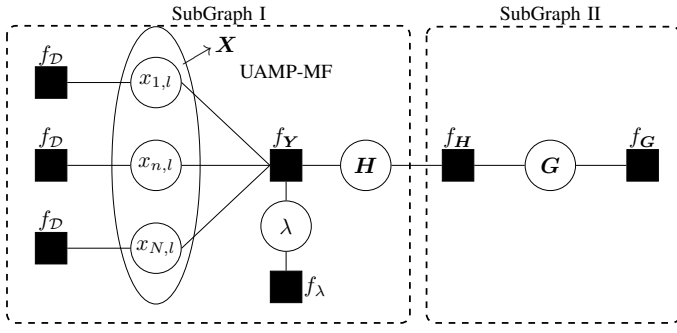 SubGraph I
SubGraph II
X
UAMP-MF
f_𝒟
x_{1,l}
f_𝒟
x_{n,l}
f_Y
H
f_H
G
f_G
f_𝒟
x_{N,l}
λ
f_λ